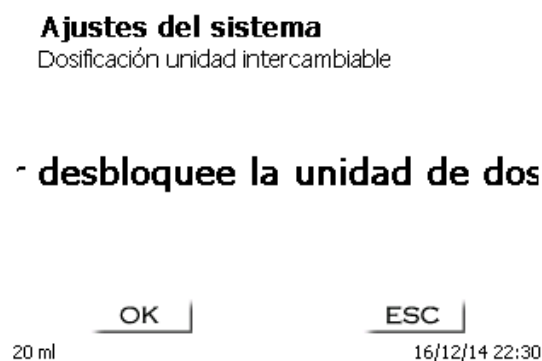 Ajustes del sistema
Dosificación unidad intercambiable
desbloquee la unidad de dos
OK ESC
20 ml 16/12/14 22:30